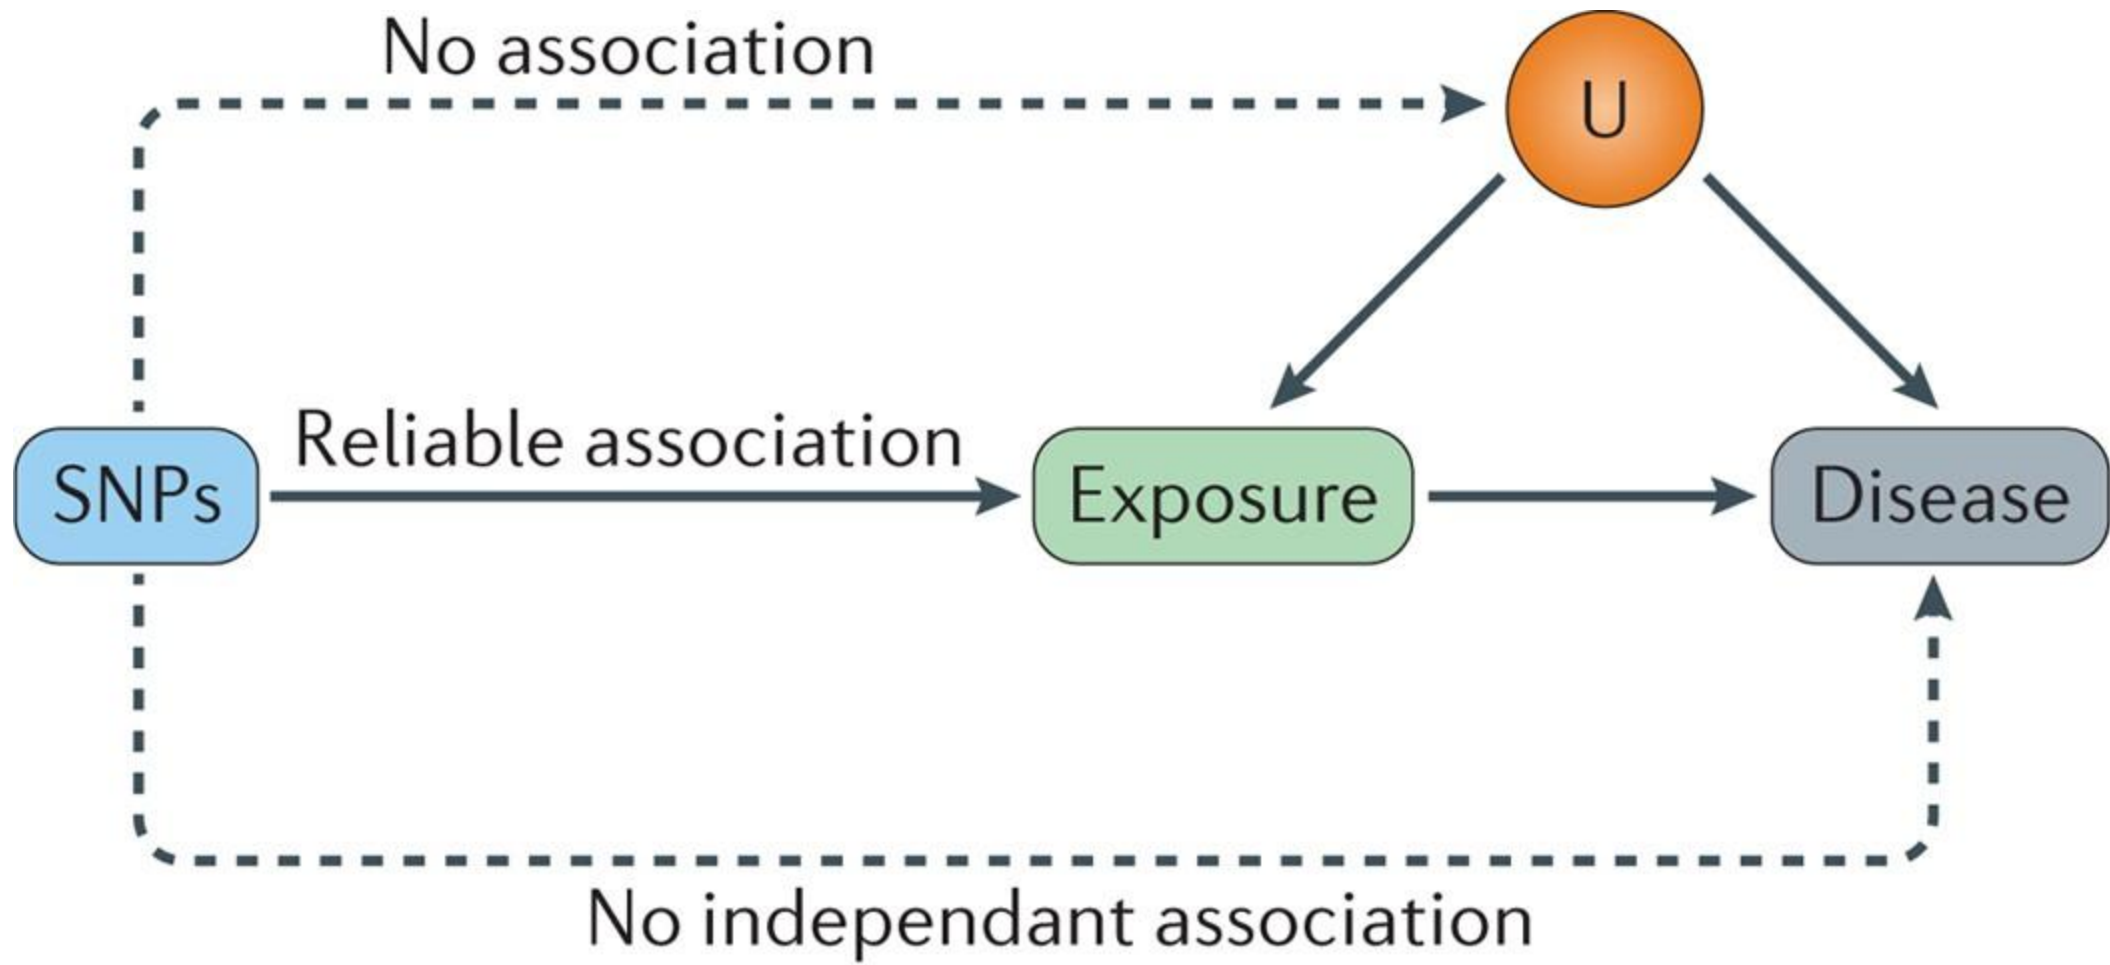 No association
U
Reliable association
SNPs
Exposure
Disease
No independant association